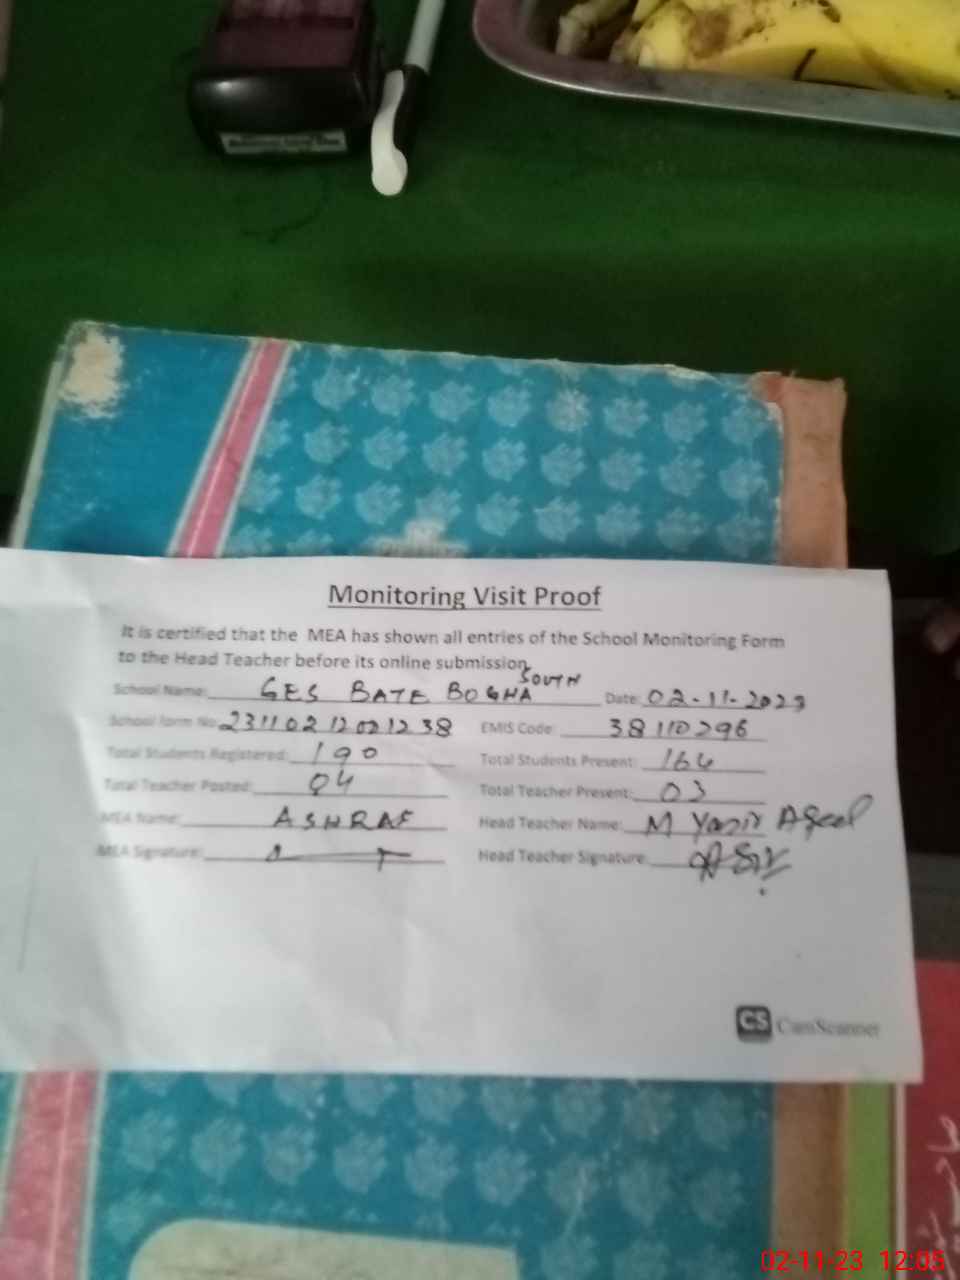 Monitoring Visit Proof
It is certified that the MEA has shown all entries of the School Monitoring Form
to the Head Teacher before its online submission
School Name: GES BATE BOGHA SOUTH Date: 02-11-2023
School Form No: 2311021202 1238 EMIS Code: 38110296
Total Students Registered: 190 Total Students Present: 164
Total Teacher Posted: 04 Total Teacher Present: 03
MEA Name: ASHRAF Head Teacher Name: M Yasir Aqeel
MEA Signature: Head Teacher Signature:
CS CamScanner
02-11-23 12:05